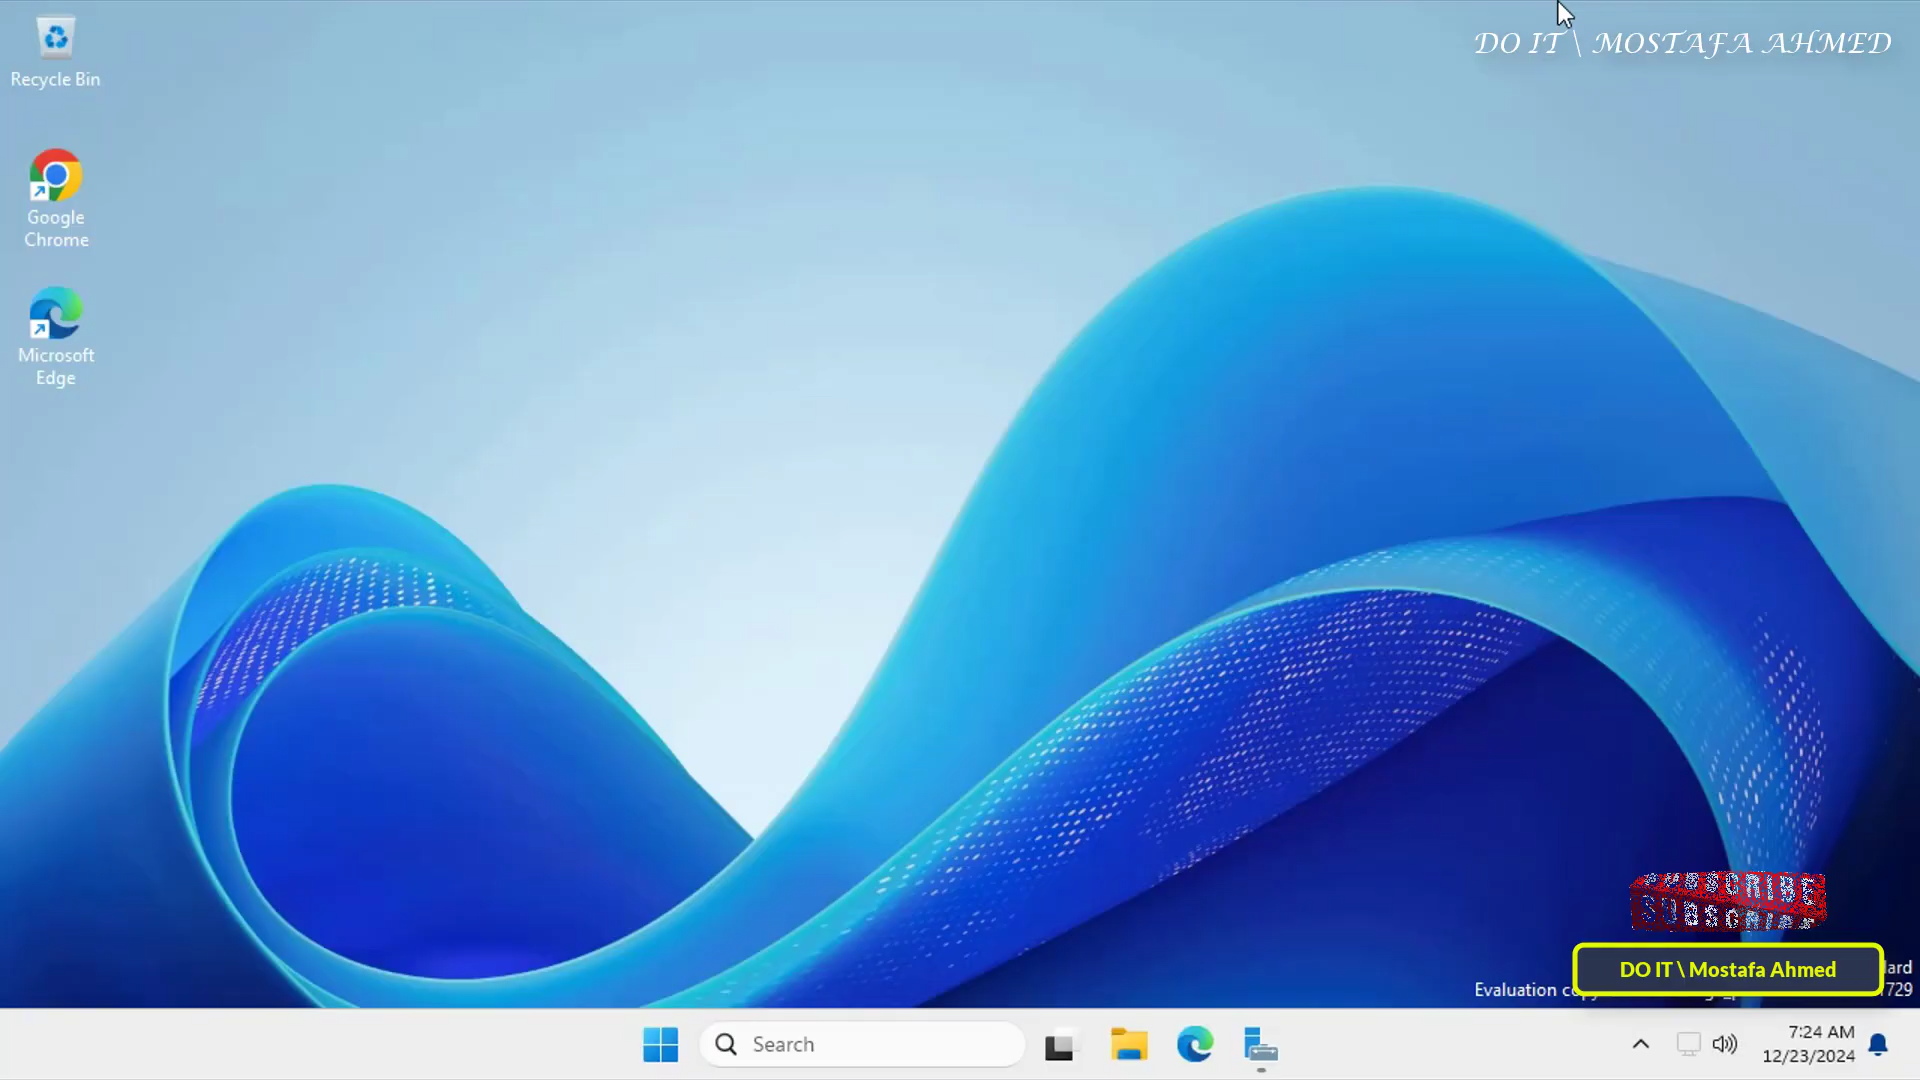 DO IT \ MOSTAFA AHMED
Recycle Bin
Google
Chrome
Microsoft
Edge
SUBSCRIBE
DO IT \ Mostafa Ahmed
Evaluation
729
Search
7:24 AM
12/23/2024